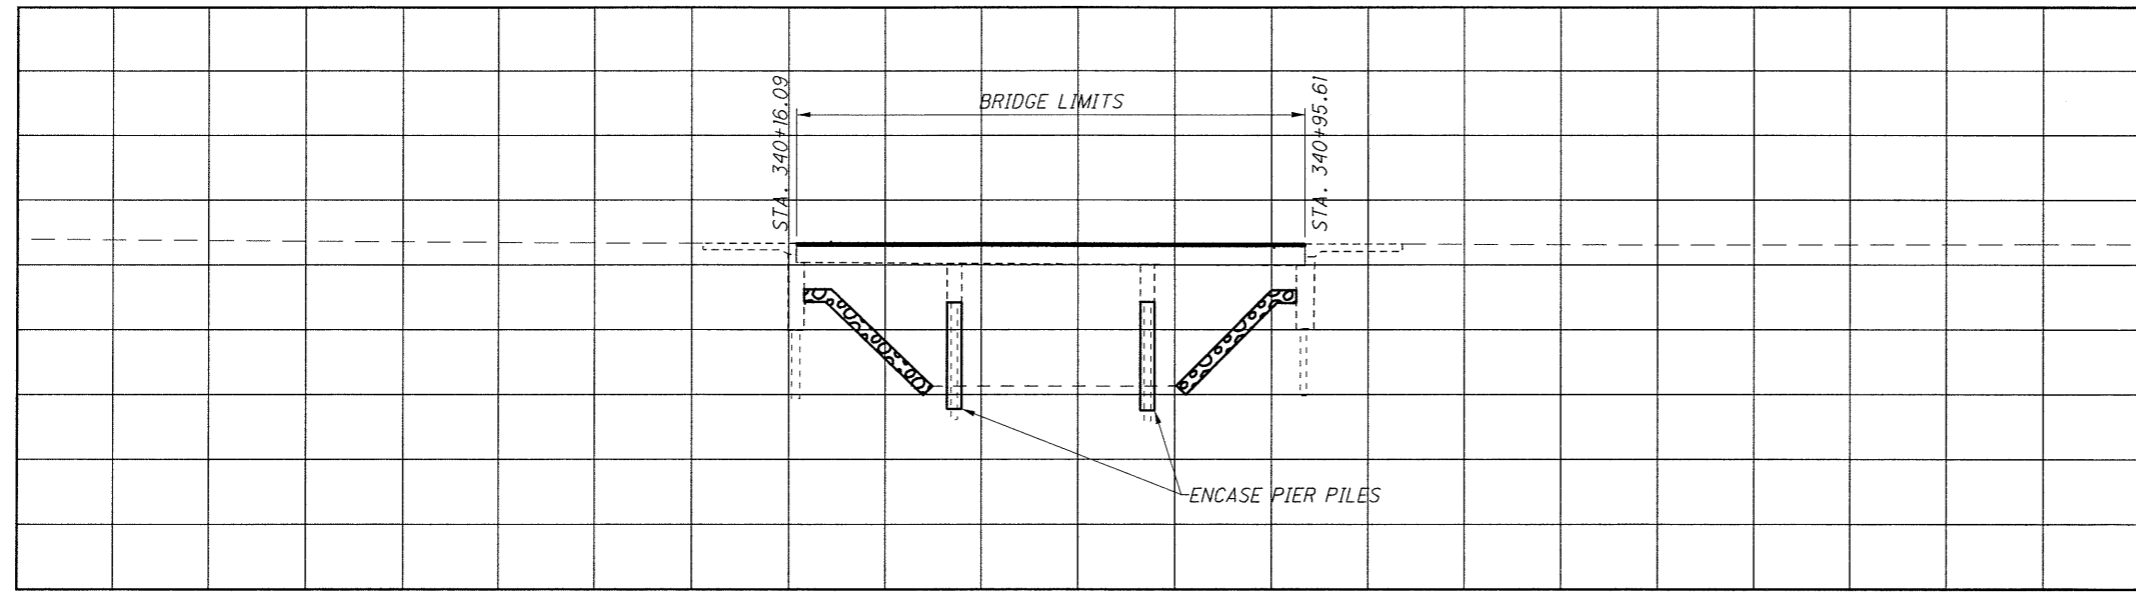 STA. 340+16.09
BRIDGE LIMITS
STA. 340+95.61
ENCASE PIER PILES